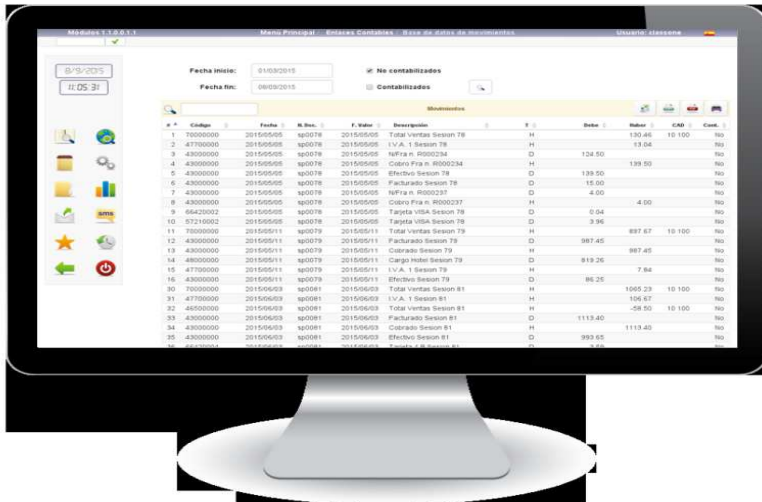 Módulos 1.1.0.0.1.1 Menú Principal Enlaces Contables Base de datos de movimientos Usuario:
8/9/2015
11:05:31
Fecha inicio: 01/03/2015 No contabilizados
Fecha fin: Contabilizados
Movimientos
# Código Fecha N. Doc. F. Valor Descripción T Debe Haber CAD Cont.
1 70000000 2015/05/05 sp0078 2015/05/05 Total Ventas Sesion 78 H 130.46 10 100 No
2 47700000 2015/05/05 sp0078 2015/05/05 I.V.A. 1 Sesion 78 H 13.04 No
3 43000000 2015/05/05 sp0078 2015/05/05 N/Fra n. R000234 D 124.50 No
4 43000000 2015/05/05 sp0078 2015/05/05 Cobro Fra n. R000234 H 139.50 No
5 43000000 2015/05/05 sp0078 2015/05/05 Efectivo Sesion 78 D 139.50 No
6 43000000 2015/05/05 sp0078 2015/05/05 Facturado Sesion 78 D 15.00 No
7 43000000 2015/05/05 sp0078 2015/05/05 N/Fra n. R000237 D 4.00 No
8 43000000 2015/05/05 sp0078 2015/05/05 Cobro Fra n. R000237 H 4.00 No
9 66420002 2015/05/05 sp0078 2015/05/05 Tarjeta VISA Sesion 78 D 0.04 No
10 57210002 2015/05/05 sp0078 2015/05/05 Tarjeta VISA Sesion 78 D 3.96 No
11 70000000 2015/05/11 sp0079 2015/05/11 Total Ventas Sesion 79 H 897.67 10 100 No
12 43000000 2015/05/11 sp0079 2015/05/11 Facturado Sesion 79 D 987.45 No
13 43000000 2015/05/11 sp0079 2015/05/11 Cobrado Sesion 79 H 987.45 No
14 48000000 2015/05/11 sp0079 2015/05/11 Cargo Hotel Sesion 79 D 819.26 No
15 47700000 2015/05/11 sp0079 2015/05/11 I.V.A. 1 Sesion 79 H 7.84 No
16 43000000 2015/05/11 sp0079 2015/05/11 Efectivo Sesion 79 D 86.25 No
30 70000000 2015/06/03 sp0081 2015/06/03 Total Ventas Sesion 81 H 1065.23 10 100 No
31 47700000 2015/06/03 sp0081 2015/06/03 I.V.A. 1 Sesion 81 H 106.67 No
32 46500000 2015/06/03 sp0081 2015/06/03 Total Ventas Sesion 81 H -58.50 10 100 No
33 43000000 2015/06/03 sp0081 2015/06/03 Facturado Sesion 81 D 1113.40 No
34 43000000 2015/06/03 sp0081 2015/06/03 Cobrado Sesion 81 H 1113.40 No
35 43000000 2015/06/03 sp0081 2015/06/03 Efectivo Sesion 81 D 993.65 No
sms